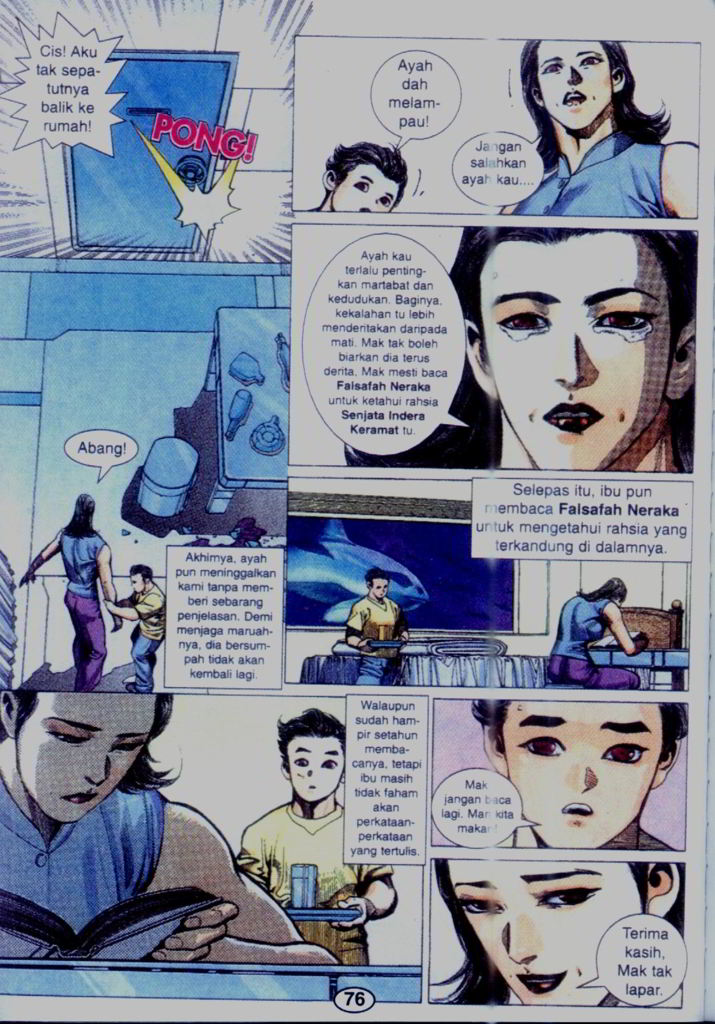 Cis! Aku
tak sepa-
tutnya
balik ke
rumah!
PONG!
Ayah
dah
melam-
pau!
Jangan
salahkan
ayah kau....
Ayah kau
terlalu penting-
kan martabat dan
kedudukan. Baginya,
kekalahan tu lebih
menderitakan daripada
mati. Mak tak boleh
biarkan dia terus
derita, Mak mesti baca
Falsafah Neraka
untuk ketahui rahsia
Senjata Indera
Keramat tu.
Abang!
Akhirnya, ayah
pun meninggalkan
kami tanpa mem-
beri sebarang
penjelasan. Demi
menjaga maruah-
nya, dia bersum-
pah tidak akan
kembali lagi.
Selepas itu, ibu pun
membaca Falsafah Neraka
untuk mengetahui rahsia yang
terkandung di dalamnya.
Walaupun
sudah ham-
pir setahun
memba-
canya, tetapi
ibu masih
tidak faham
akan
perkataan-
perkataan
yang tertulis.
Mak
jangan baca
lagi. Mari kita
makan!
Terima
kasih,
Mak tak
lapar.
76